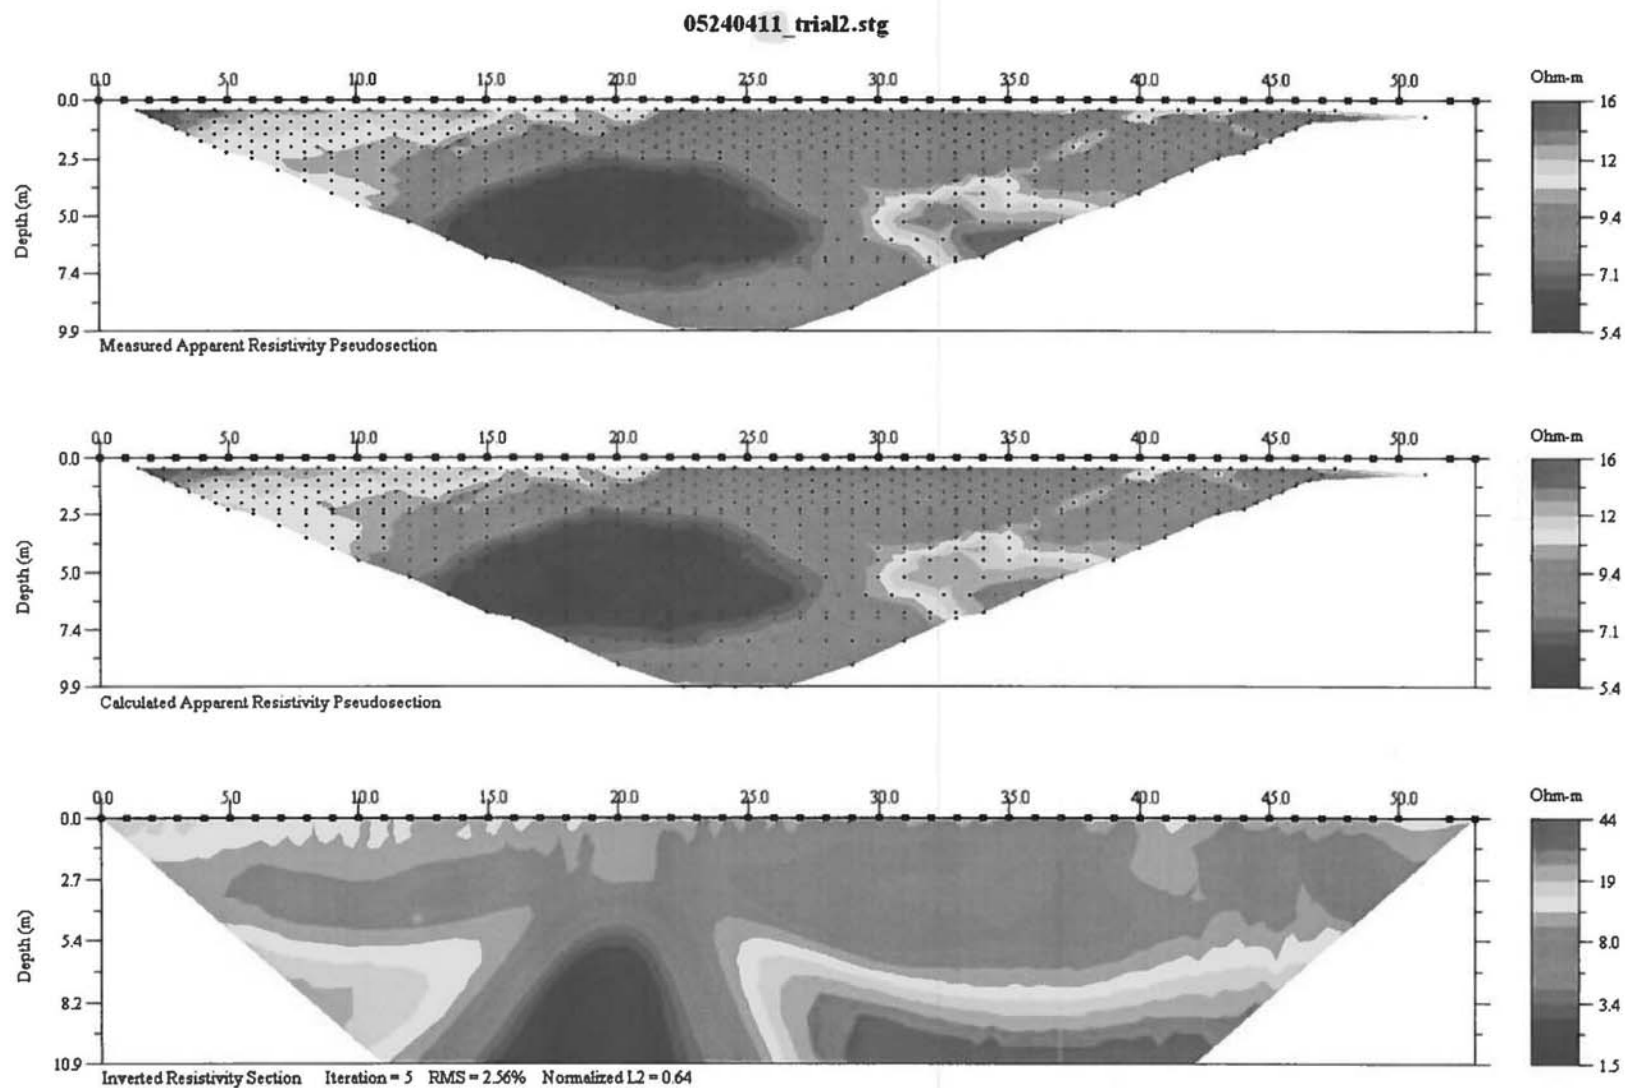 05240411_trial2.stg
0.0 5.0 10.0 15.0 20.0 25.0 30.0 35.0 40.0 45.0 50.0 Ohm-m
0.0 16
2.5 12
Depth (m)
5.0 9.4
7.4 7.1
9.9 5.4
Measured Apparent Resistivity Pseudosection
0.0 5.0 10.0 15.0 20.0 25.0 30.0 35.0 40.0 45.0 50.0 Ohm-m
0.0 16
2.5 12
Depth (m)
5.0 9.4
7.4 7.1
9.9 5.4
Calculated Apparent Resistivity Pseudosection
0.0 5.0 10.0 15.0 20.0 25.0 30.0 35.0 40.0 45.0 50.0 Ohm-m
0.0 44
2.7 19
Depth (m)
5.4 8.0
8.2 3.4
10.9 1.5
Inverted Resistivity Section Iteration = 5 RMS = 2.56% Normalized L2 = 0.64